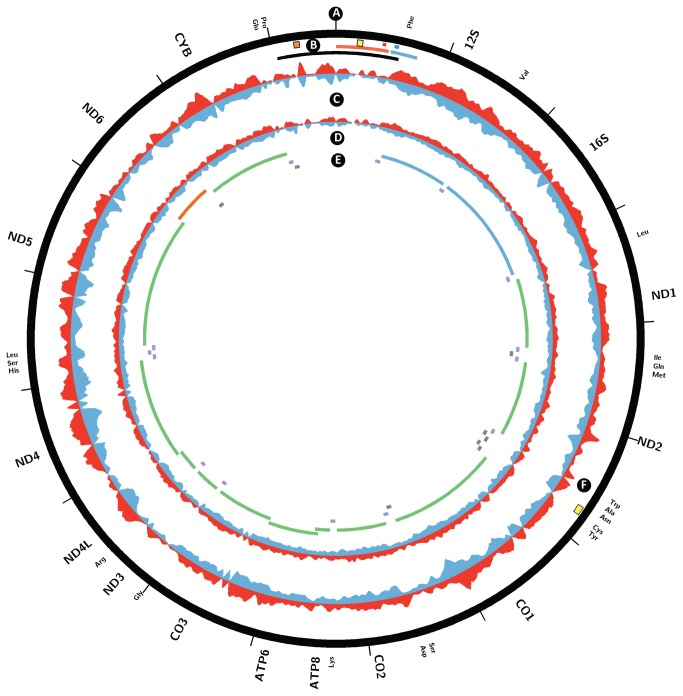 A
B
C
D
E
F
Phe
12S
Val
16S
Leu
ND1
Ile
Gln
Met
ND2
Trp
Ala
Asn
Cys
Tyr
CO1
Ser
Asp
CO2
Lys
ATP8
ATP6
CO3
Gly
ND3
Arg
ND4L
ND4
Leu
Ser
His
ND5
ND6
CYB
Pro
Gln